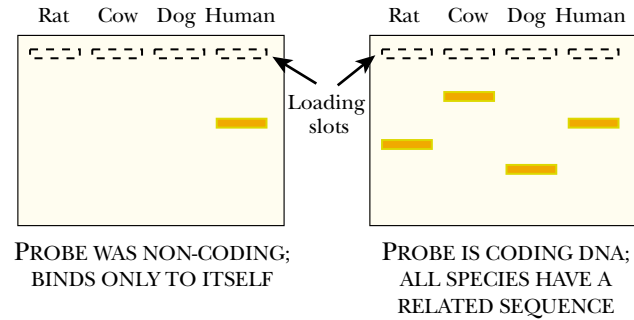 Rat Cow Dog Human
Rat Cow Dog Human
Loading
slots
PROBE WAS NON-CODING;
BINDS ONLY TO ITSELF
PROBE IS CODING DNA;
ALL SPECIES HAVE A
RELATED SEQUENCE